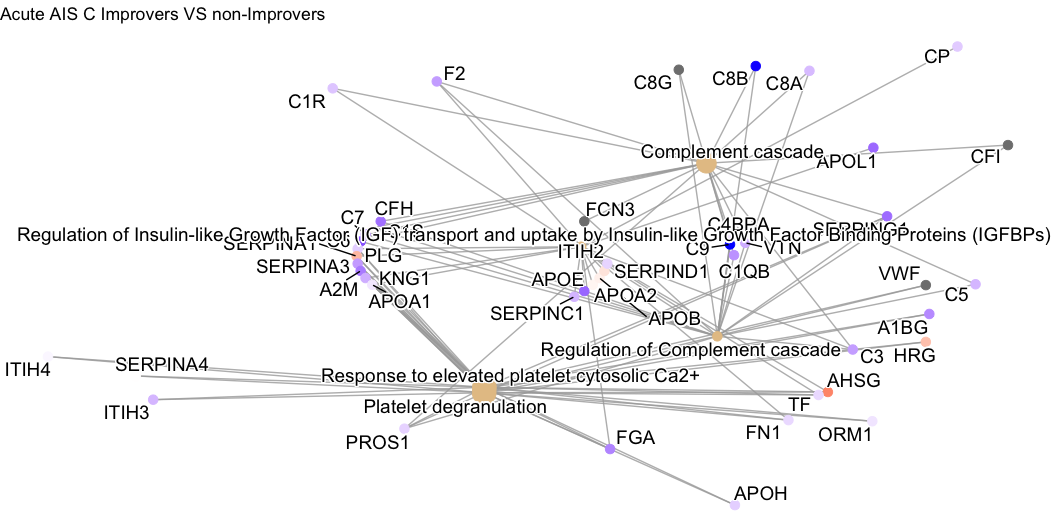 Acute AIS C Improvers VS non-Improvers
CP
F2
C8G
C8B
C8A
C1R
Complement cascade
APOL1
CFI
C7
CFH
FCN3
C4BPA
SERPING1
Regulation of Insulin-like Growth Factor (IGF) transport and uptake by Insulin-like Growth Factor Binding Proteins (IGFBPs)
SERPINA1
PLG
ITIH2
C9
VTN
SERPINA3
KNG1
APOE
SERPIND1
C1QB
VWF
A2M
APOA1
APOA2
C5
SERPINC1
APOB
A1BG
Regulation of Complement cascade
C3
HRG
ITIH4
SERPINA4
Response to elevated platelet cytosolic Ca2+
AHSG
ITIH3
Platelet degranulation
TF
PROS1
FGA
FN1
ORM1
APOH